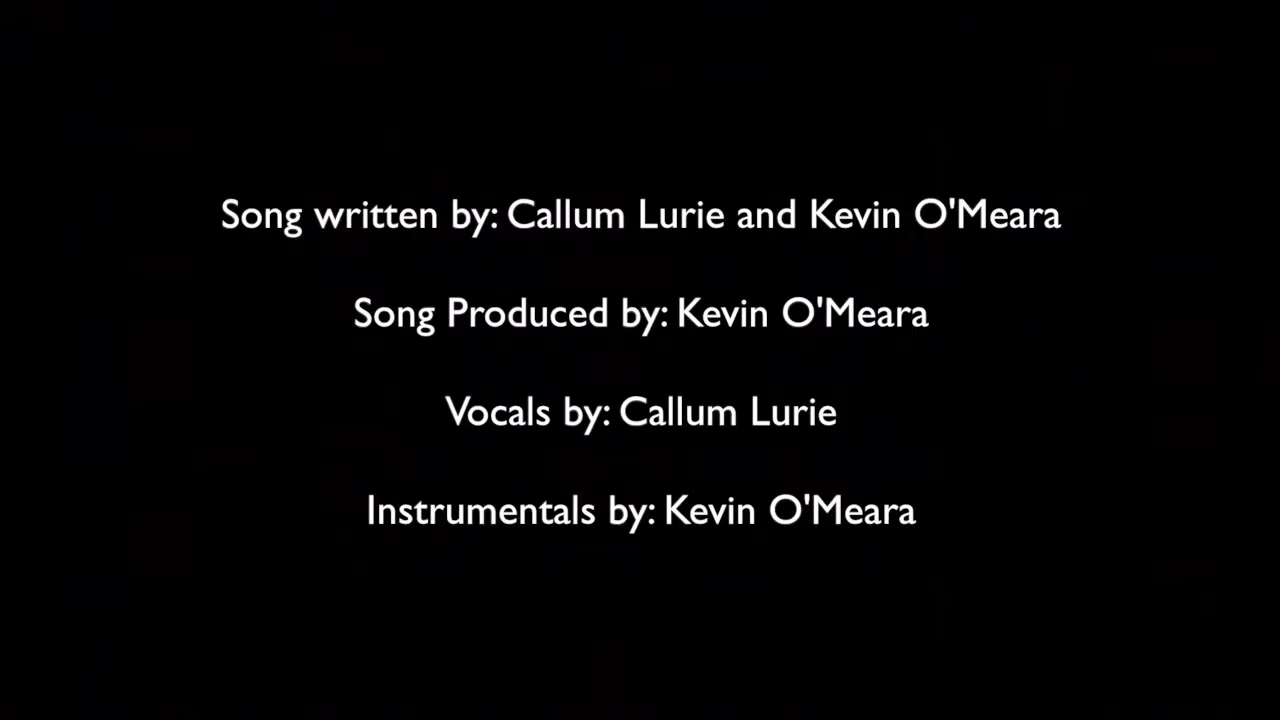 Song written by: Callum Lurie and Kevin O'Meara
Song Produced by: Kevin O'Meara
Vocals by: Callum Lurie
Instrumentals by: Kevin O'Meara